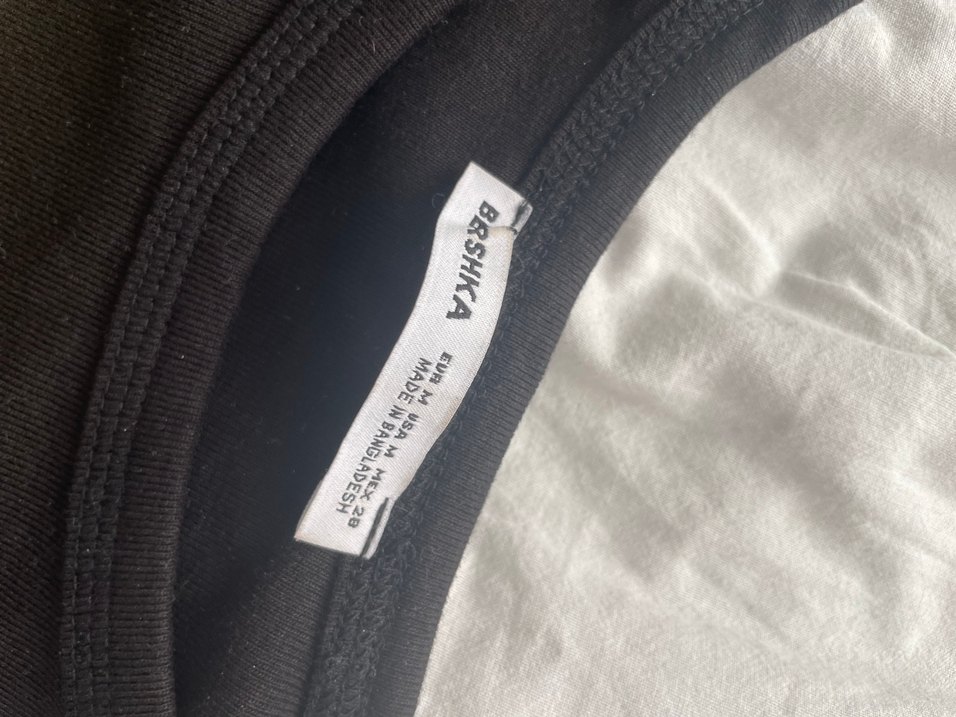 BERSHKA
EUR M USA M MEX 28
MADE IN BANGLADESH